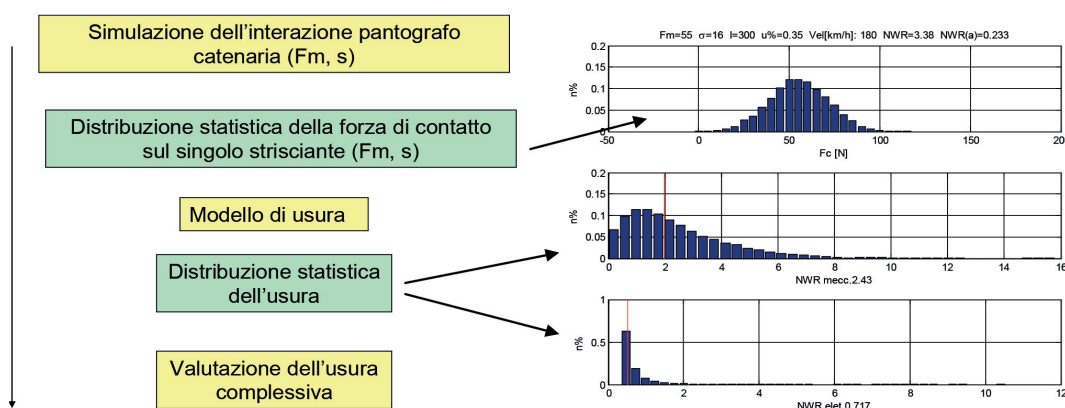 Simulazione dell'interazione pantografo
catenaria (Fm, s)
Distribuzione statistica della forza di contatto
sul singolo strisciante (Fm, s)
Modello di usura
Distribuzione statistica
dell'usura
Valutazione dell'usura
complessiva
Fm=55 σ=16 I=300 u%=0.35 Vel[km/h]: 180 NWR=3.38 NWR(a)=0.233
0.2
0.15
0.1
0.05
0
n%
-50 0 50 100 150 200
Fc [N]
0.2
0.15
0.1
0.05
0
n%
0 2 4 6 8 10 12 14 16
NWR mecc.2.43
1
0.5
0
n%
0 2 4 6 8 10 12
NWR elet.0.717